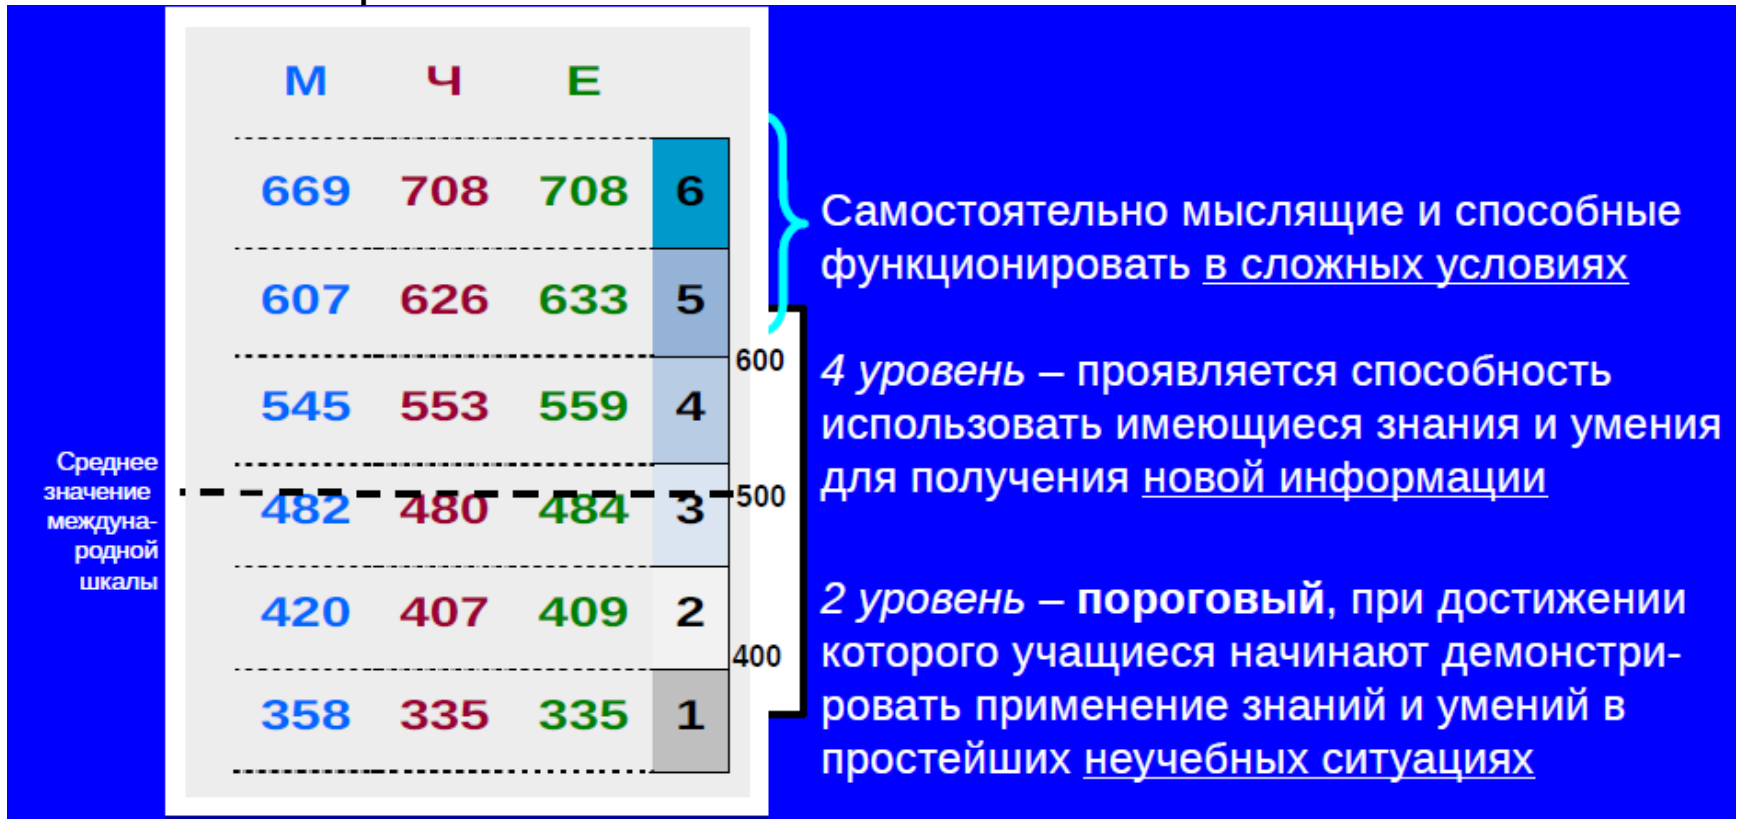 М Ч Е
669 708 708 6
607 626 633 5
600
545 553 559 4
500
482 480 484 3
420 407 409 2
400
358 335 335 1
Среднее
значение
междуна-
родной
шкалы
Самостоятельно мыслящие и способные
функционировать в сложных условиях
4 уровень – проявляется способность
использовать имеющиеся знания и умения
для получения новой информации
2 уровень – пороговый, при достижении
которого учащиеся начинают демонстри-
ровать применение знаний и умений в
простейших неучебных ситуациях